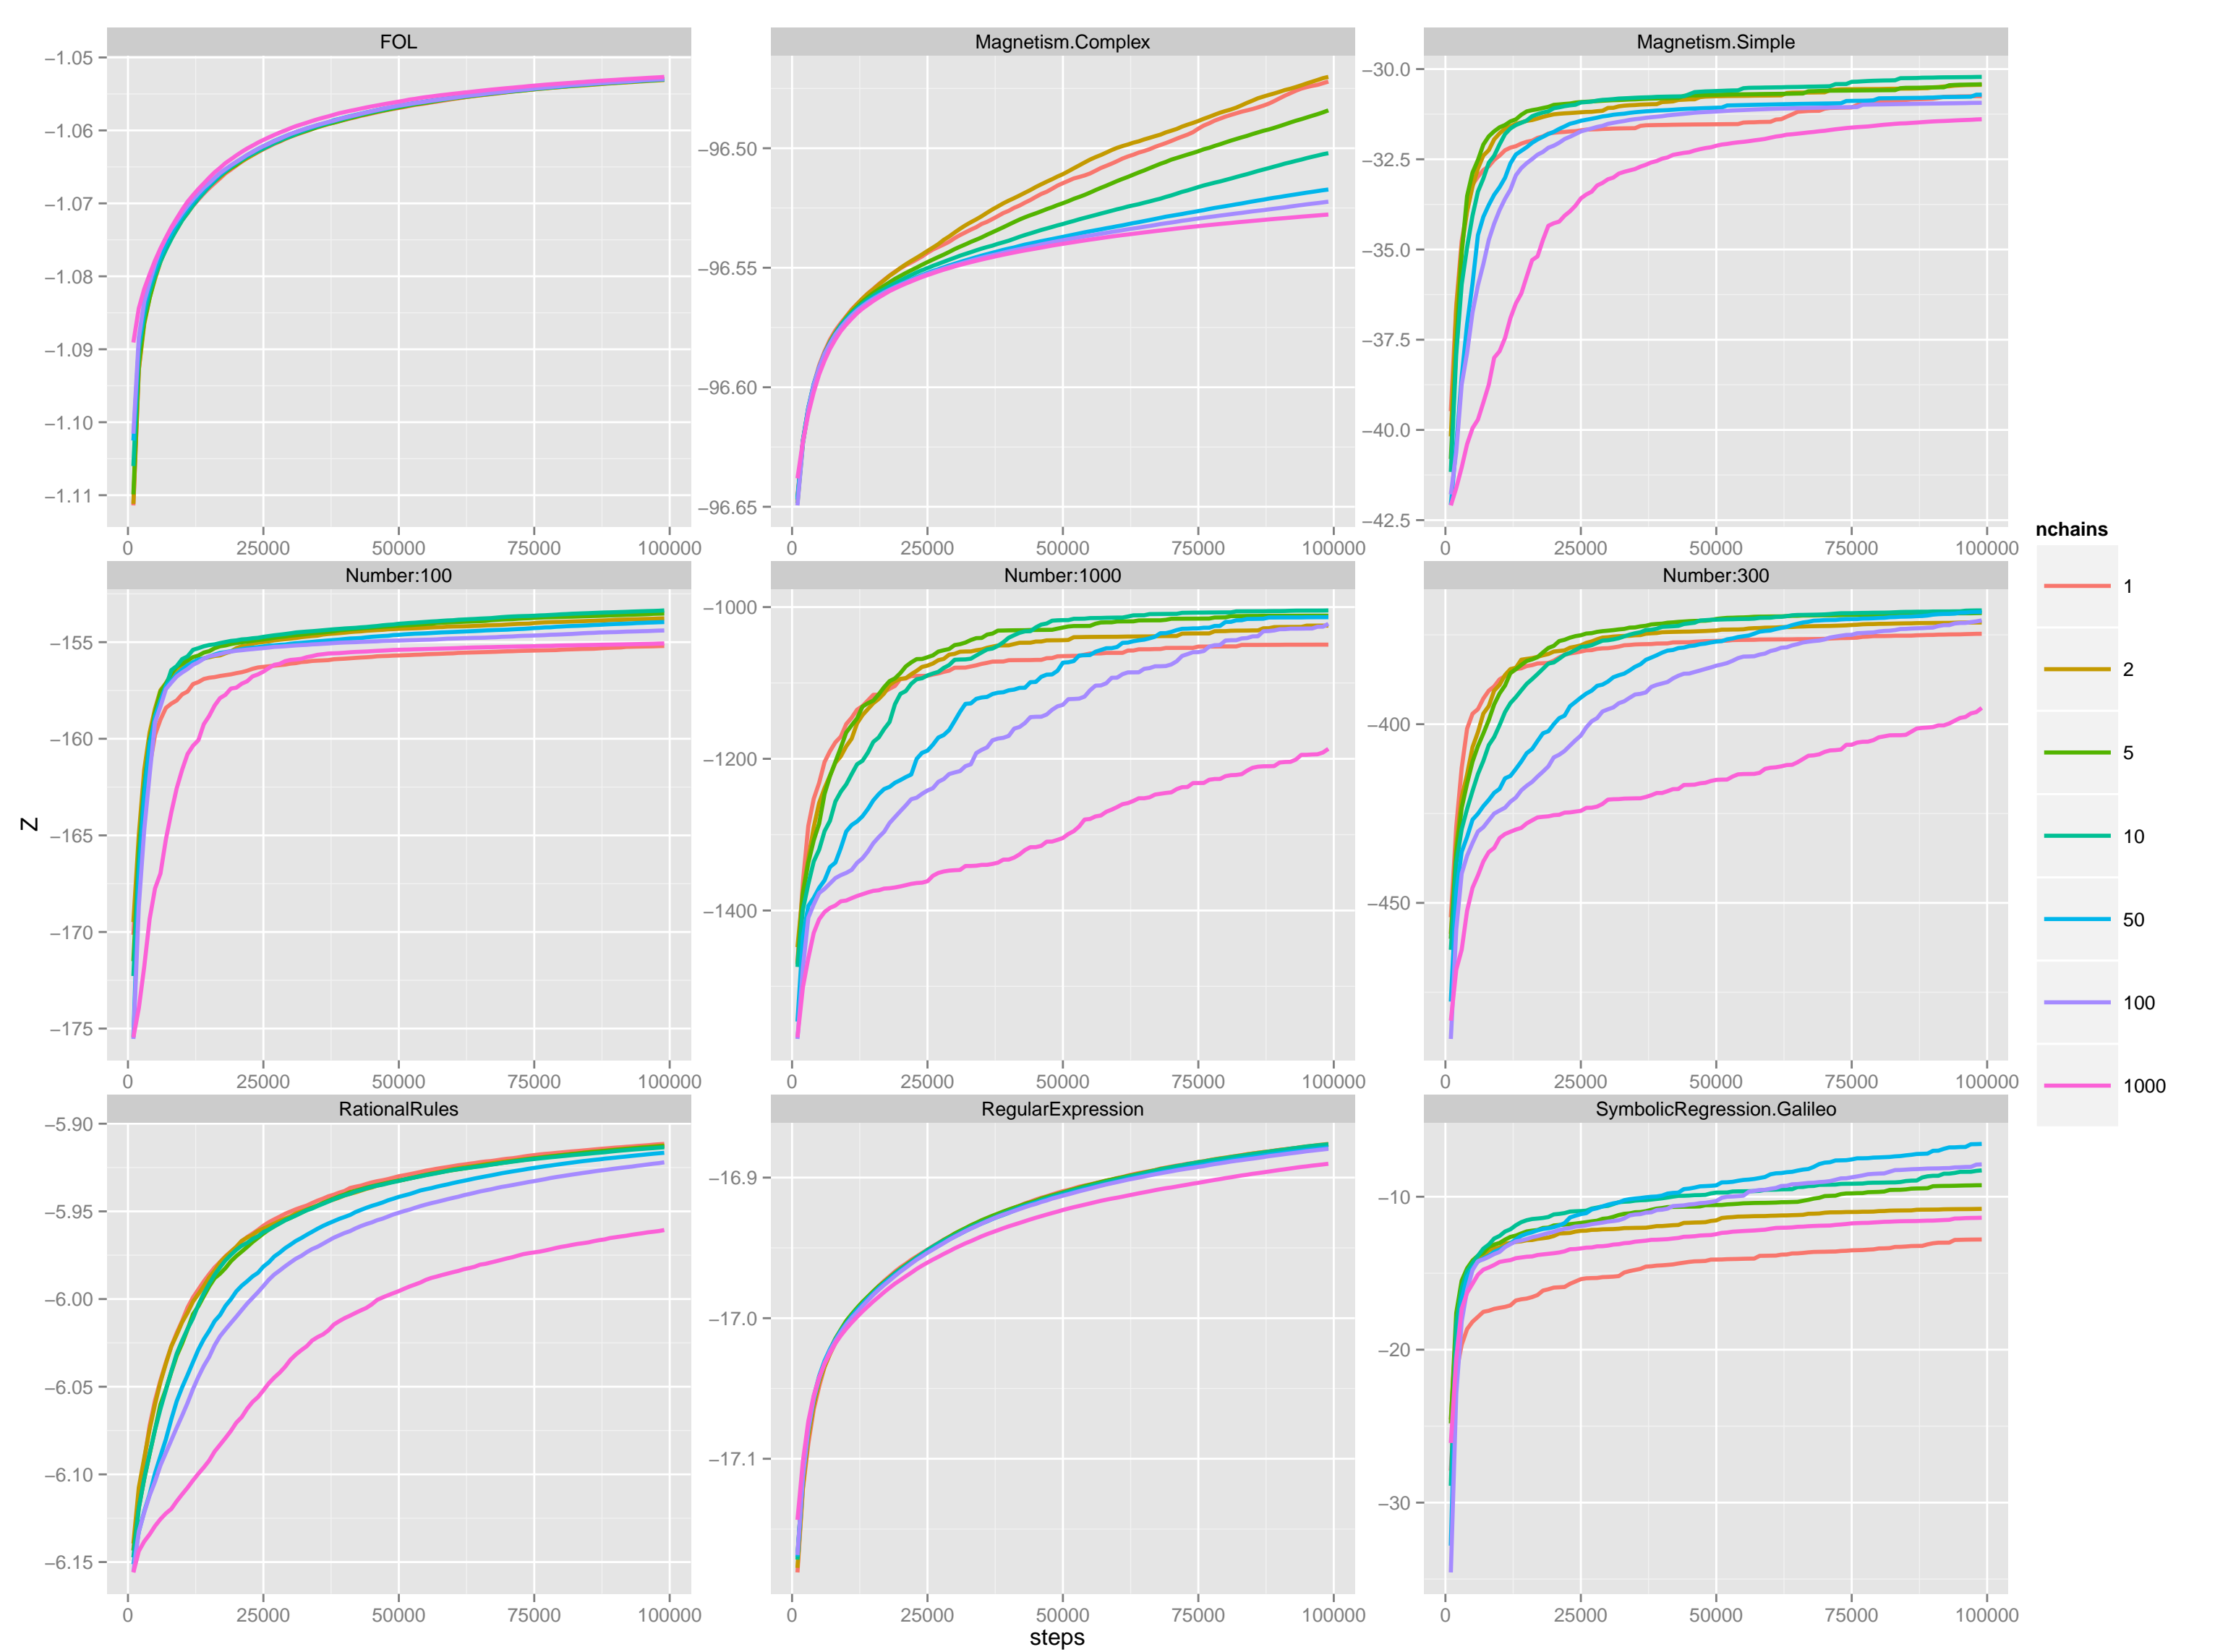 FOL
Magnetism.Complex
Magnetism.Simple
−1.05
−1.06
−1.07
−1.08
−1.09
−1.10
−1.11
0 25000 50000 75000 100000
−96.50
−96.55
−96.60
−96.65
0 25000 50000 75000 100000
−30.0
−32.5
−35.0
−37.5
−40.0
−42.5
0 25000 50000 75000 100000
Number:100
Number:1000
Number:300
−155
−160
−165
−170
−175
0 25000 50000 75000 100000
−1000
−1200
−1400
0 25000 50000 75000 100000
−400
−450
0 25000 50000 75000 100000
RationalRules
RegularExpression
SymbolicRegression.Galileo
−5.90
−5.95
−6.00
−6.05
−6.10
−6.15
0 25000 50000 75000 100000
−16.9
−17.0
−17.1
0 25000 50000 75000 100000
−10
−20
−30
0 25000 50000 75000 100000
Z
steps
nchains
1
2
5
10
50
100
1000